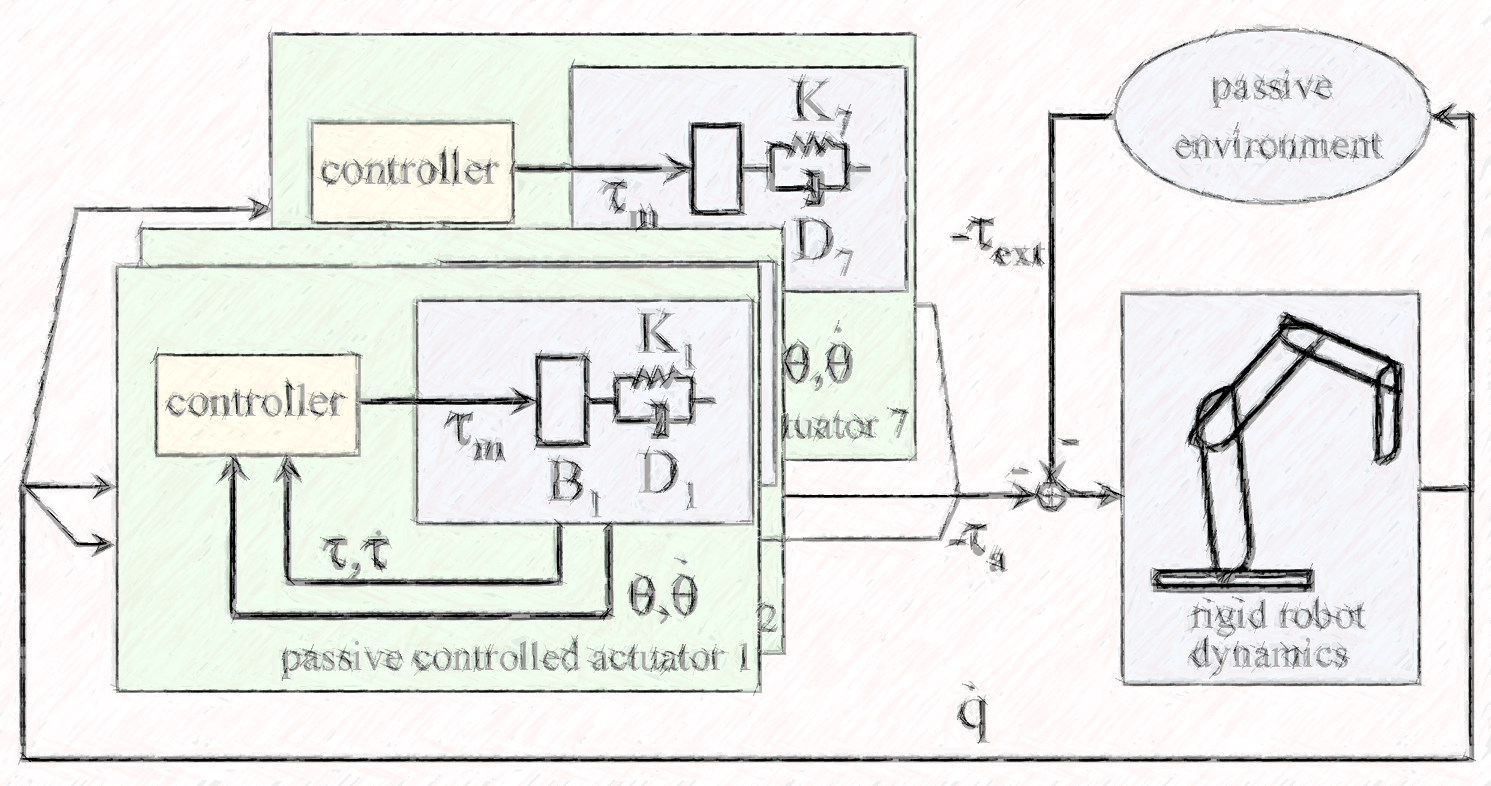 K7
passive
environment
controller
τm
D7
-τext
K1
θ,θ̇
controller
tuator 7
τm
-
B1
D1
-
τ,τ̇
-τa
θ,θ̇
2
rigid robot
passive controlled actuator 1
dynamics
q̇